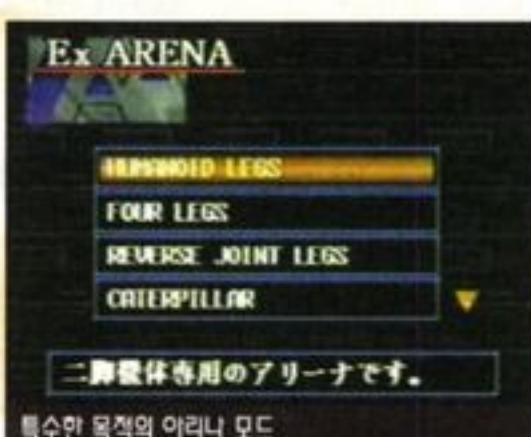 Ex ARENA
HUMANOID LEGS
FOUR LEGS
REVERSE JOINT LEGS
CATERPILLAR
二脚機体専用のアリーナです。
특수한 목적의 아리나 모드